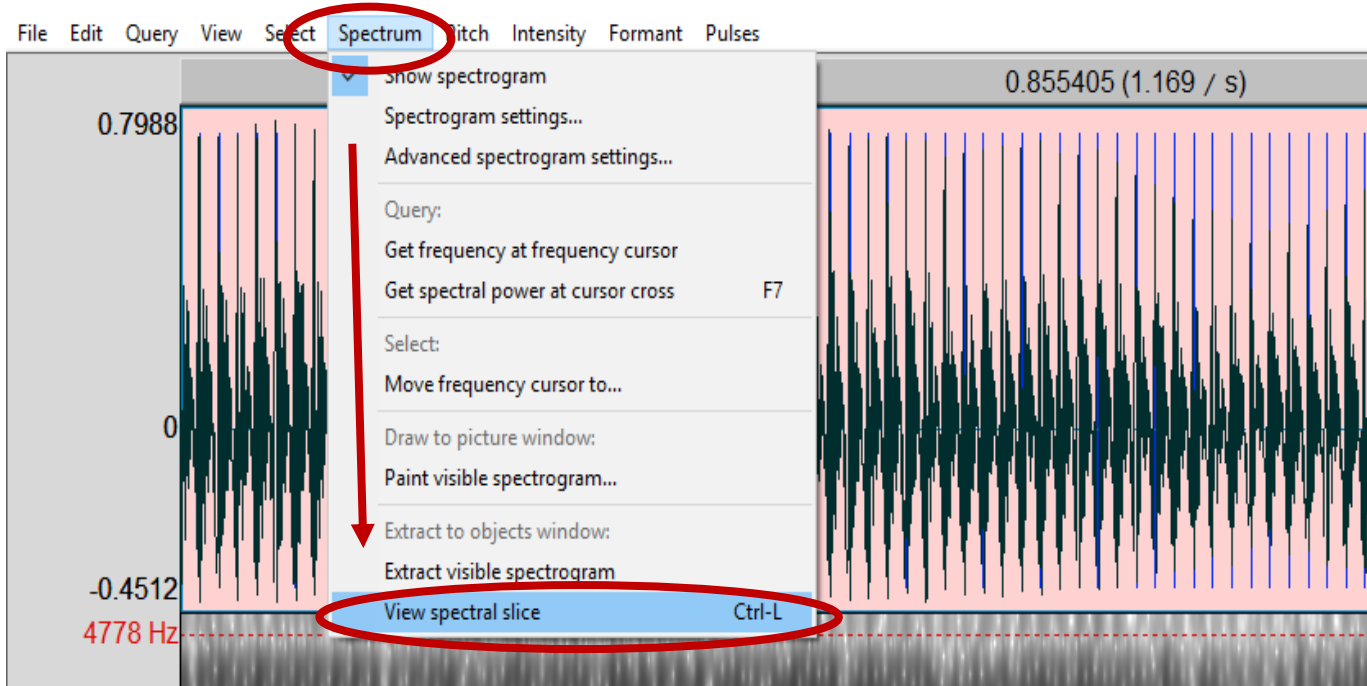 File Edit Query View Select Spectrum Pitch Intensity Formant Pulses
Show spectrogram
0.855405 (1.169 / s)
Spectrogram settings...
0.7988
Advanced spectrogram settings...
Query:
Get frequency at frequency cursor
Get spectral power at cursor cross F7
Select:
Move frequency cursor to...
0
Draw to picture window:
Paint visible spectrogram...
Extract to objects window:
Extract visible spectrogram
-0.4512
View spectral slice Ctrl-L
4778 Hz